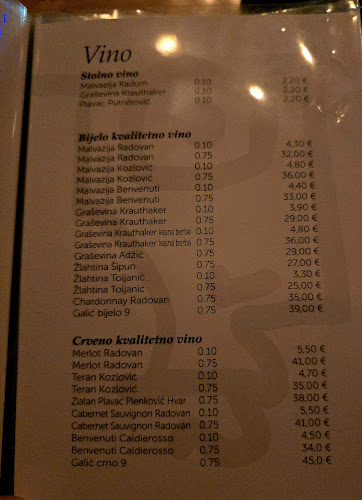 Vino
Stolno vino
Malvazija Kadum 0.10 2,20 €
Graševina Krauthaker 0.10 2,20 €
Plavac Putniković 0.10 2,20 €
Bijelo kvalitetno vino
Malvazija Radovan 0.10 4,30 €
Malvazija Radovan 0.75 32,00 €
Malvazija Kozlović 0.10 4,80 €
Malvazija Kozlović 0.75 36,00 €
Malvazija Benvenuti 0.10 4,40 €
Malvazija Benvenuti 0.75 33,00 €
Graševina Krauthaker 0.10 3,90 €
Graševina Krauthaker 0.75 29,00 €
Graševina Krauthaker kasna berba 0.10 4,80 €
Graševina Krauthaker kasna berba 0.75 36,00 €
Graševina Adžić 0.75 29,00 €
Žlahtina Šipun 0.75 27,00 €
Žlahtina Toljanić 0.10 3,30 €
Žlahtina Toljanić 0.75 25,00 €
Chardonnay Radovan 0.75 35,00 €
Galić bijelo 9 0.75 39,00 €
Crveno kvalitetno vino
Merlot Radovan 0.10 5,50 €
Merlot Radovan 0.75 41,00 €
Teran Kozlović 0.10 4,70 €
Teran Kozlović 0.75 35,00 €
Zlatan Plavac Plenković Hvar 0.75 38,00 €
Cabernet Sauvignon Radovan 0.10 5,50 €
Cabernet Sauvignon Radovan 0.75 41,00 €
Benvenuti Caldierosso 0.10 4,50 €
Benvenuti Caldierosso 0.75 34,0 €
Galić crno 9 0.75 45,0 €